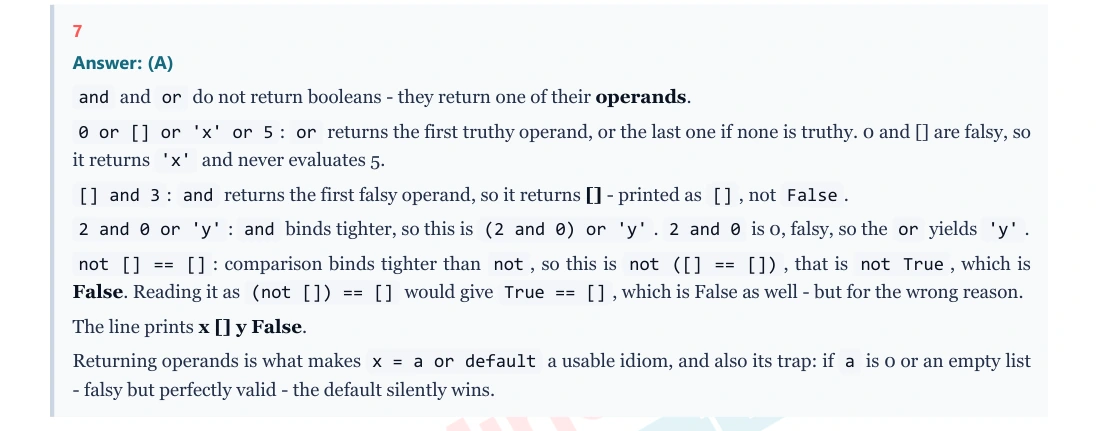 7
Answer: (A)
and and or do not return booleans - they return one of their operands.
0 or [] or 'x' or 5 : or returns the first truthy operand, or the last one if none is truthy. 0 and [] are falsy, so
it returns 'x' and never evaluates 5.
[] and 3 : and returns the first falsy operand, so it returns [] - printed as [] , not False .
2 and 0 or 'y' : and binds tighter, so this is (2 and 0) or 'y' . 2 and 0 is 0, falsy, so the or yields 'y' .
not [] == [] : comparison binds tighter than not , so this is not ([] == []) , that is not True , which is
False. Reading it as (not []) == [] would give True == [] , which is False as well - but for the wrong reason.
The line prints x [] y False.
Returning operands is what makes x = a or default a usable idiom, and also its trap: if a is 0 or an empty list
- falsy but perfectly valid - the default silently wins.